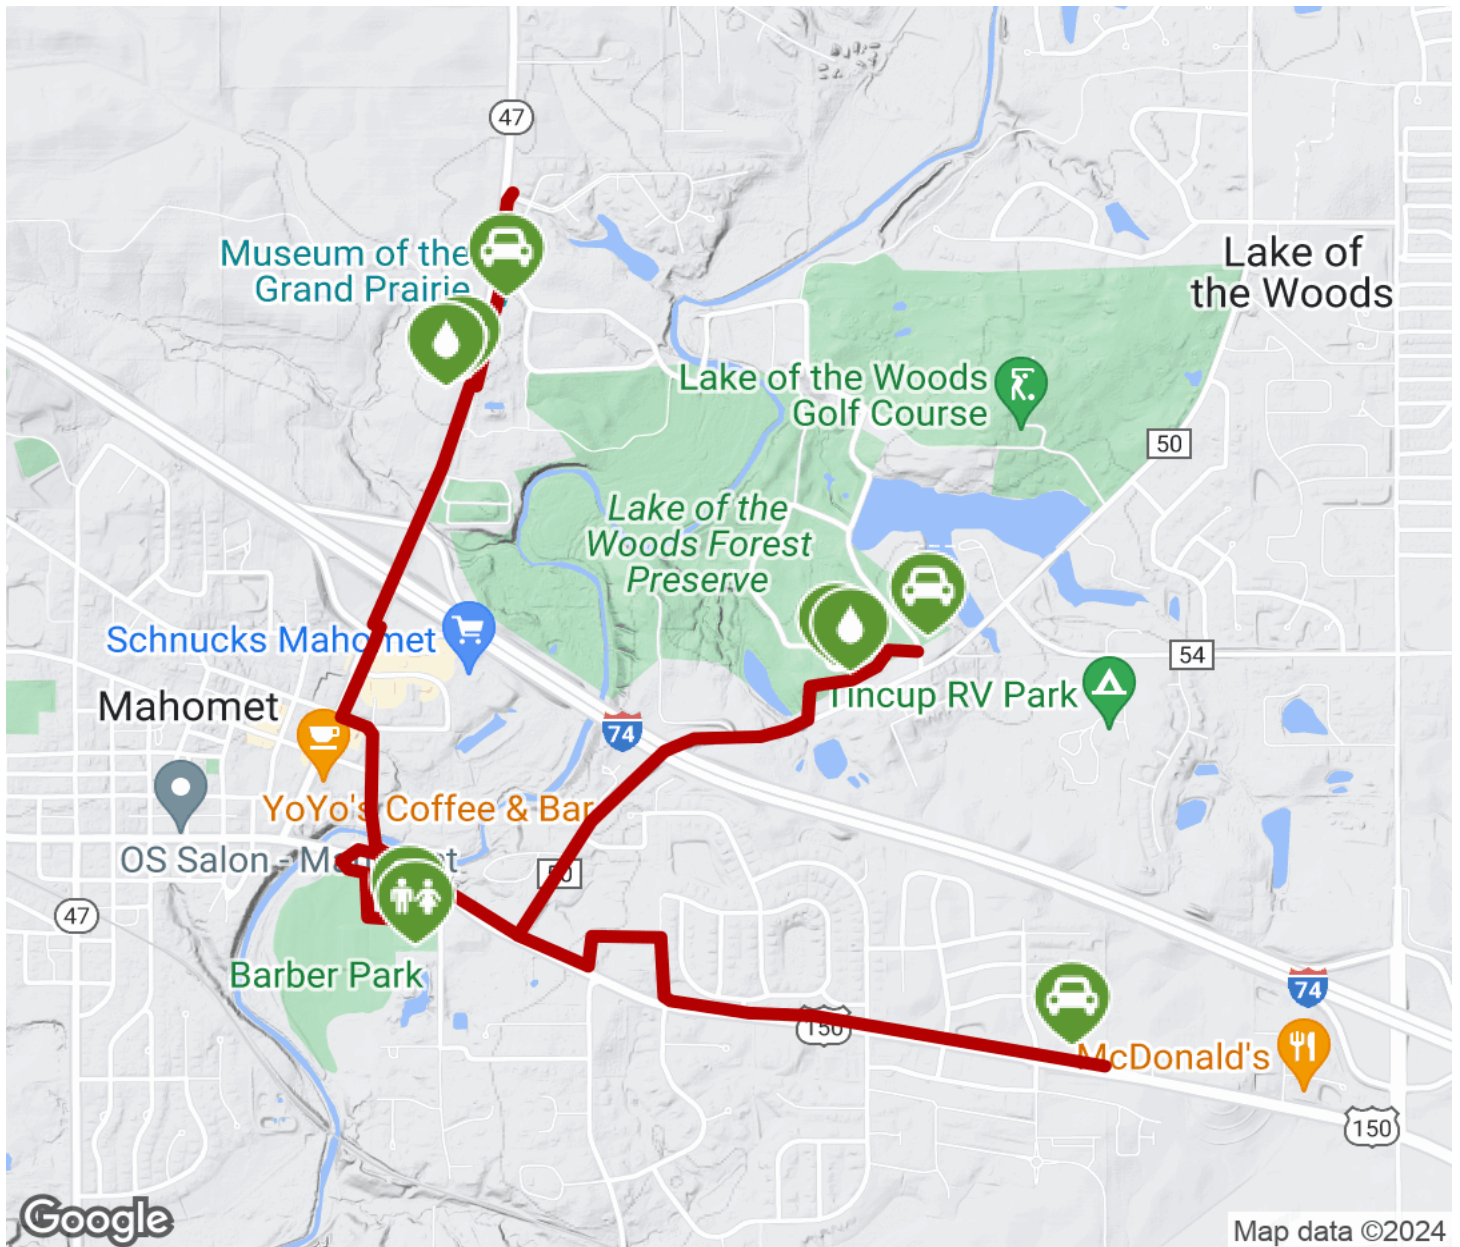 47
Museum of the
Grand Prairie
Lake of
the Woods
Lake of the Woods
Golf Course
50
Lake of the
Woods Forest
Preserve
Schnucks Mahomet
54
Mahomet
Tincup RV Park
74
YoYo's Coffee & Bar
OS Salon - Mahomet
50
47
Barber Park
74
150
McDonald's
150
Google
Map data ©2024